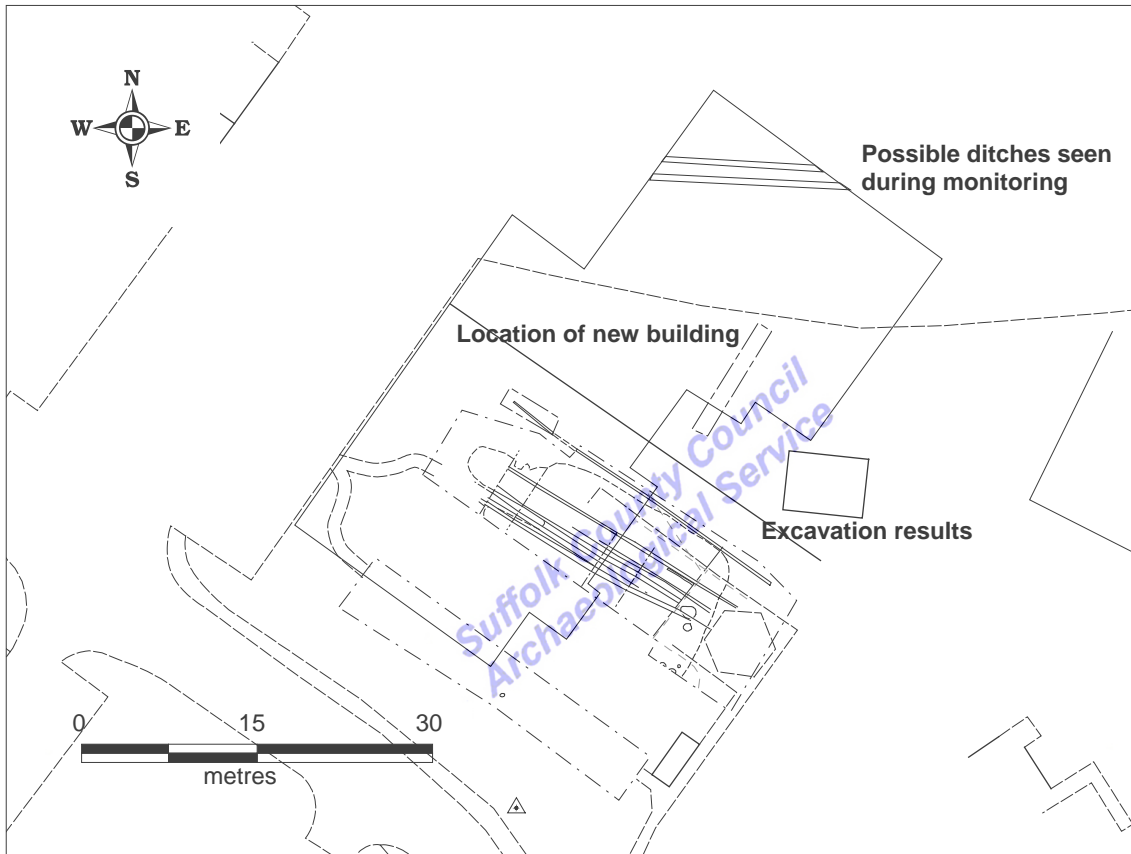 N
W E
S
Possible ditches seen
during monitoring
Location of new building
Suffolk County Council
Archaeological Service
Excavation results
0 15 30
metres